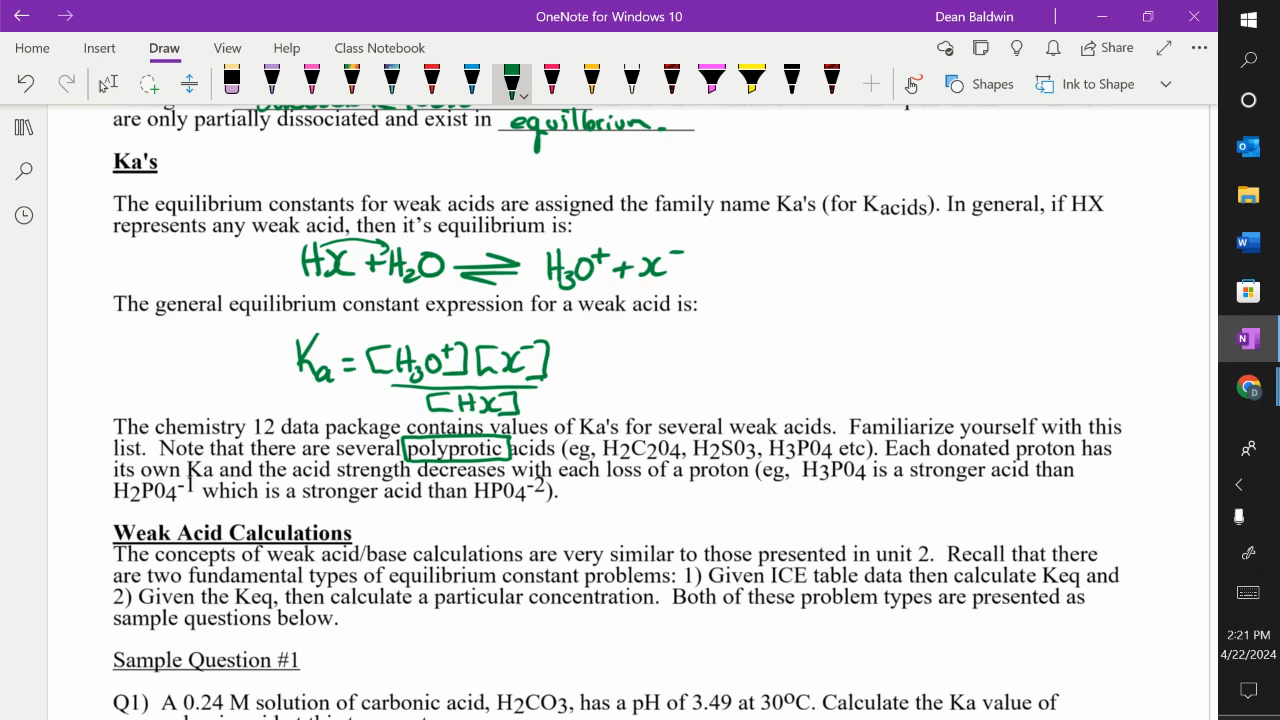 OneNote for Windows 10
Dean Baldwin
Home Insert Draw View Help Class Notebook
Share
Shapes Ink to Shape
are only partially dissociated and exist in equilbrium.
Ka's
The equilibrium constants for weak acids are assigned the family name Ka's (for Kacids). In general, if HX
represents any weak acid, then it's equilibrium is:
HX + H2O ⇌ H3O+ + X-
The general equilibrium constant expression for a weak acid is:
Ka = [H3O+][X-]
[HX]
The chemistry 12 data package contains values of Ka's for several weak acids. Familiarize yourself with this
list. Note that there are several polyprotic acids (eg, H2C2O4, H2SO3, H3PO4 etc). Each donated proton has
its own Ka and the acid strength decreases with each loss of a proton (eg, H3PO4 is a stronger acid than
H2PO4-1 which is a stronger acid than HPO4-2).
Weak Acid Calculations
The concepts of weak acid/base calculations are very similar to those presented in unit 2. Recall that there
are two fundamental types of equilibrium constant problems: 1) Given ICE table data then calculate Keq and
2) Given the Keq, then calculate a particular concentration. Both of these problem types are presented as
sample questions below.
Sample Question #1
Q1) A 0.24 M solution of carbonic acid, H2CO3, has a pH of 3.49 at 30oC. Calculate the Ka value of
2:21 PM
4/22/2024